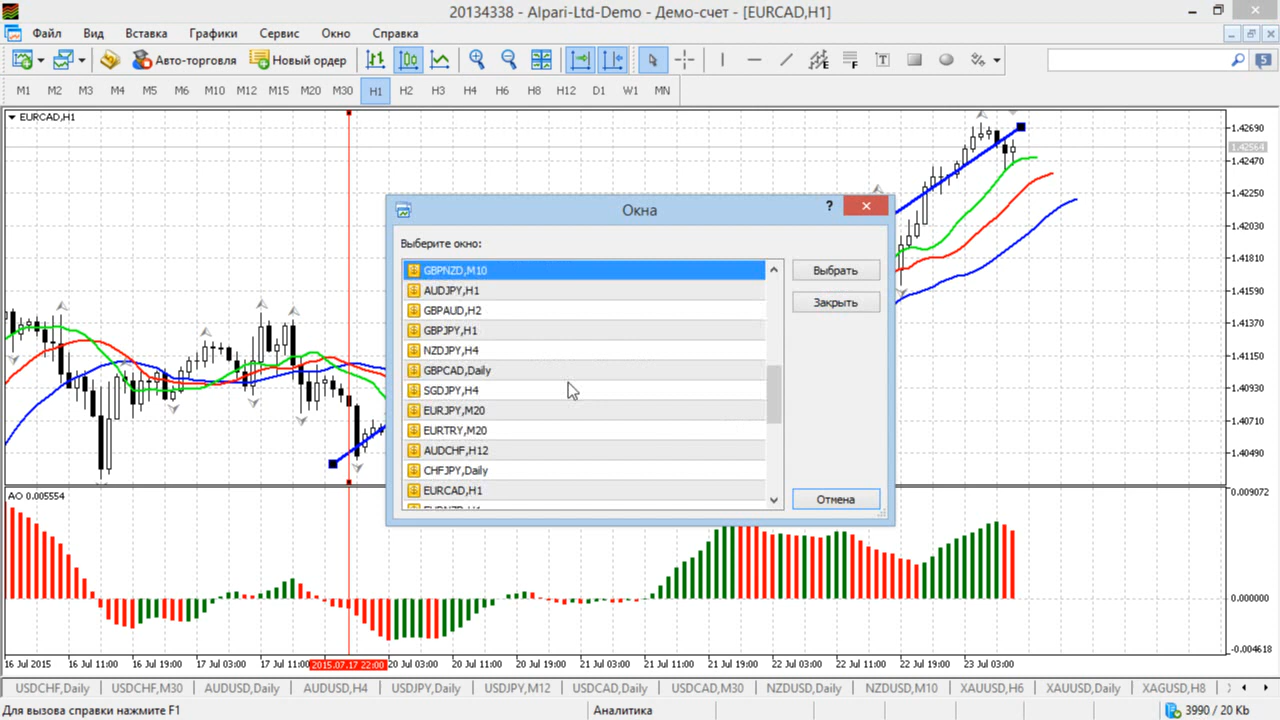 20134338 - Alpari-Ltd-Demo - Демо-счет - [EURCAD,H1]
Файл Вид Вставка Графики Сервис Окно Справка
Авто-торговля Новый ордер
M1 M2 M3 M4 M5 M6 M10 M12 M15 M20 M30 H1 H2 H3 H4 H6 H8 H12 D1 W1 MN
EURCAD,H1
1.42690
1.42564
1.42470
1.42250
1.42030
1.41810
1.41590
1.41370
1.41150
1.40930
1.40710
1.40490
Окна
Выберите окно:
GBPNZD,M10
AUDJPY,H1
GBPAUD,H2
GBPJPY,H1
NZDJPY,H4
GBPCAD,Daily
SGDJPY,H4
EURJPY,M20
EURTRY,M20
AUDCHF,H12
CHFJPY,Daily
EURCAD,H1
Выбрать
Закрыть
Отмена
AO 0.005554
0.009072
0.000000
-0.004618
16 Jul 2015 16 Jul 11:00 16 Jul 19:00 17 Jul 03:00 17 Jul 11:00 2015.07.17 22:00 20 Jul 03:00 20 Jul 11:00 20 Jul 19:00 21 Jul 03:00 21 Jul 11:00 21 Jul 19:00 22 Jul 03:00 22 Jul 11:00 22 Jul 19:00 23 Jul 03:00
USDCHF,Daily USDCHF,M30 AUDUSD,Daily AUDUSD,H4 USDJPY,Daily USDJPY,M12 USDCAD,Daily USDCAD,M30 NZDUSD,Daily NZDUSD,M10 XAUUSD,H6 XAUUSD,Daily XAGUSD,H8
Для вызова справки нажмите F1 Аналитика 3990 / 20 Kb